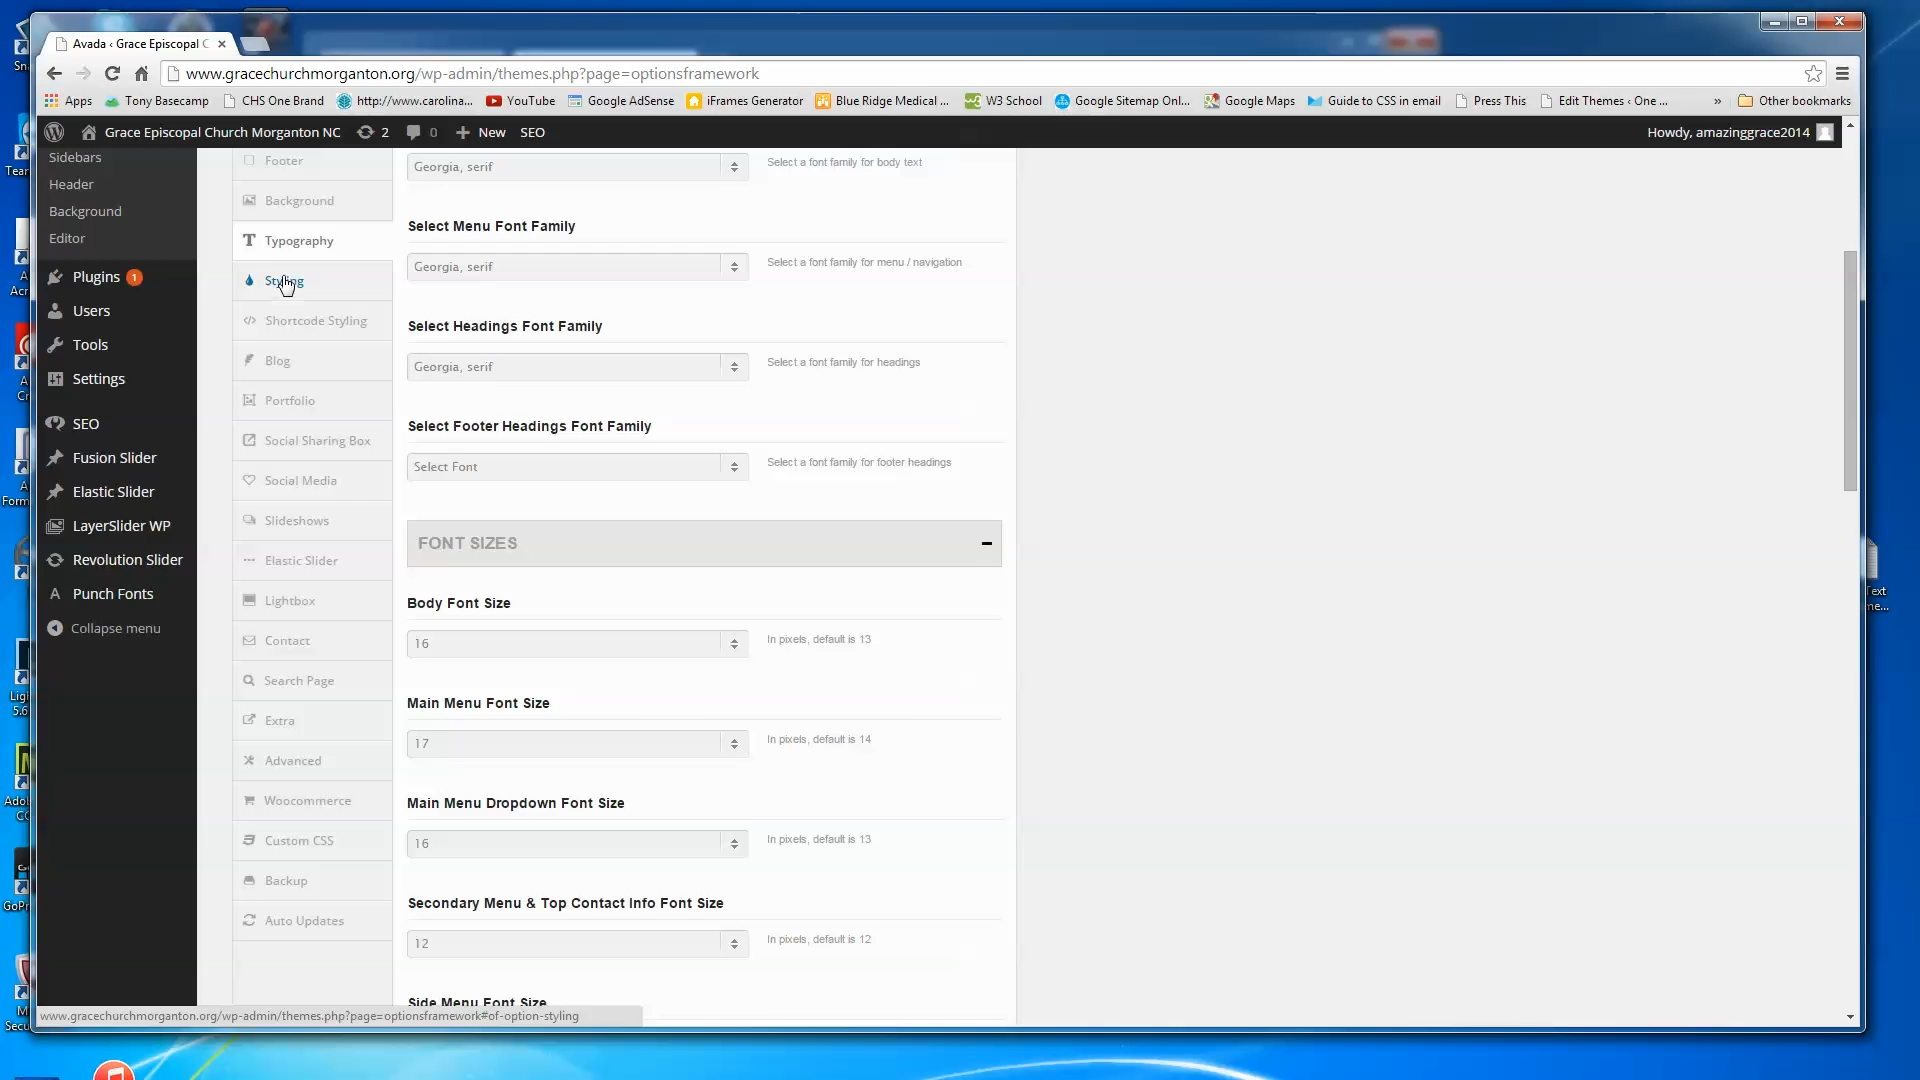 Avada ‹ Grace Episcopal C
www.gracechurchmorganton.org/wp-admin/themes.php?page=optionsframework
Apps Tony Basecamp CHS One Brand http://www.carolina... YouTube Google AdSense iFrames Generator Blue Ridge Medical ... W3 School Google Sitemap Onl... Google Maps Guide to CSS in email Press This Edit Themes ‹ One ... » Other bookmarks
Grace Episcopal Church Morganton NC 2 0 New SEO Howdy, amazinggrace2014
Sidebars
Header
Background
Editor
Plugins 1
Users
Tools
Settings
SEO
Fusion Slider
Elastic Slider
LayerSlider WP
Revolution Slider
Punch Fonts
Collapse menu
Footer
Background
Typography
Styling
Shortcode Styling
Blog
Portfolio
Social Sharing Box
Social Media
Slideshows
Elastic Slider
Lightbox
Contact
Search Page
Extra
Advanced
Woocommerce
Custom CSS
Backup
Auto Updates
Georgia, serif Select a font family for body text
Select Menu Font Family
Georgia, serif Select a font family for menu / navigation
Select Headings Font Family
Georgia, serif Select a font family for headings
Select Footer Headings Font Family
Select Font Select a font family for footer headings
FONT SIZES
Body Font Size
16 In pixels, default is 13
Main Menu Font Size
17 In pixels, default is 14
Main Menu Dropdown Font Size
16 In pixels, default is 13
Secondary Menu & Top Contact Info Font Size
12 In pixels, default is 12
Side Menu Font Size
www.gracechurchmorganton.org/wp-admin/themes.php?page=optionsframework#of-option-styling